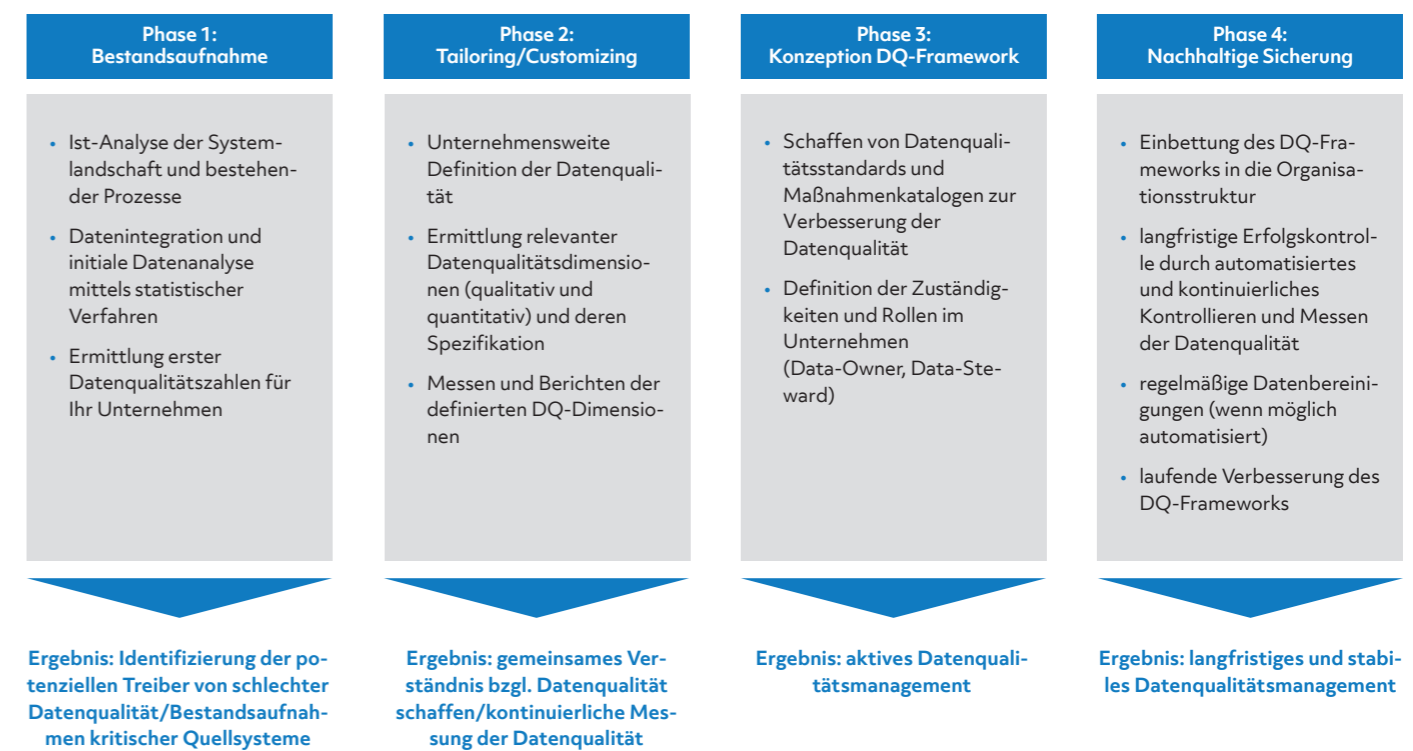 Phase 1:
Bestandsaufnahme
• Ist-Analyse der System-
landschaft und bestehen-
der Prozesse
• Datenintegration und
initiale Datenanalyse
mittels statistischer
Verfahren
• Ermittlung erster
Datenqualitätszahlen für
Ihr Unternehmen
Ergebnis: Identifizierung der po-
tenziellen Treiber von schlechter
Datenqualität/Bestandsaufnah-
men kritischer Quellsysteme
Phase 2:
Tailoring/Customizing
• Unternehmensweite
Definition der Datenquali-
tät
• Ermittlung relevanter
Datenqualitätsdimensio-
nen (qualitativ und
quantitativ) und deren
Spezifikation
• Messen und Berichten der
definierten DQ-Dimensio-
nen
Ergebnis: gemeinsames Ver-
ständnis bzgl. Datenqualität
schaffen/kontinuierliche Mes-
sung der Datenqualität
Phase 3:
Konzeption DQ-Framework
• Schaffen von Datenquali-
tätsstandards und
Maßnahmenkatalogen zur
Verbesserung der
Datenqualität
• Definition der Zuständig-
keiten und Rollen im
Unternehmen
(Data-Owner, Data-Ste-
ward)
Ergebnis: aktives Datenquali-
tätsmanagement
Phase 4:
Nachhaltige Sicherung
• Einbettung des DQ-Fra-
meworks in die Organisa-
tionsstruktur
• langfristige Erfolgskontrol-
le durch automatisiertes
und kontinuierliches
Kontrollieren und Messen
der Datenqualität
• regelmäßige Datenbereini-
gungen (wenn möglich
automatisiert)
• laufende Verbesserung des
DQ-Frameworks
Ergebnis: langfristiges und stabi-
les Datenqualitätsmanagement